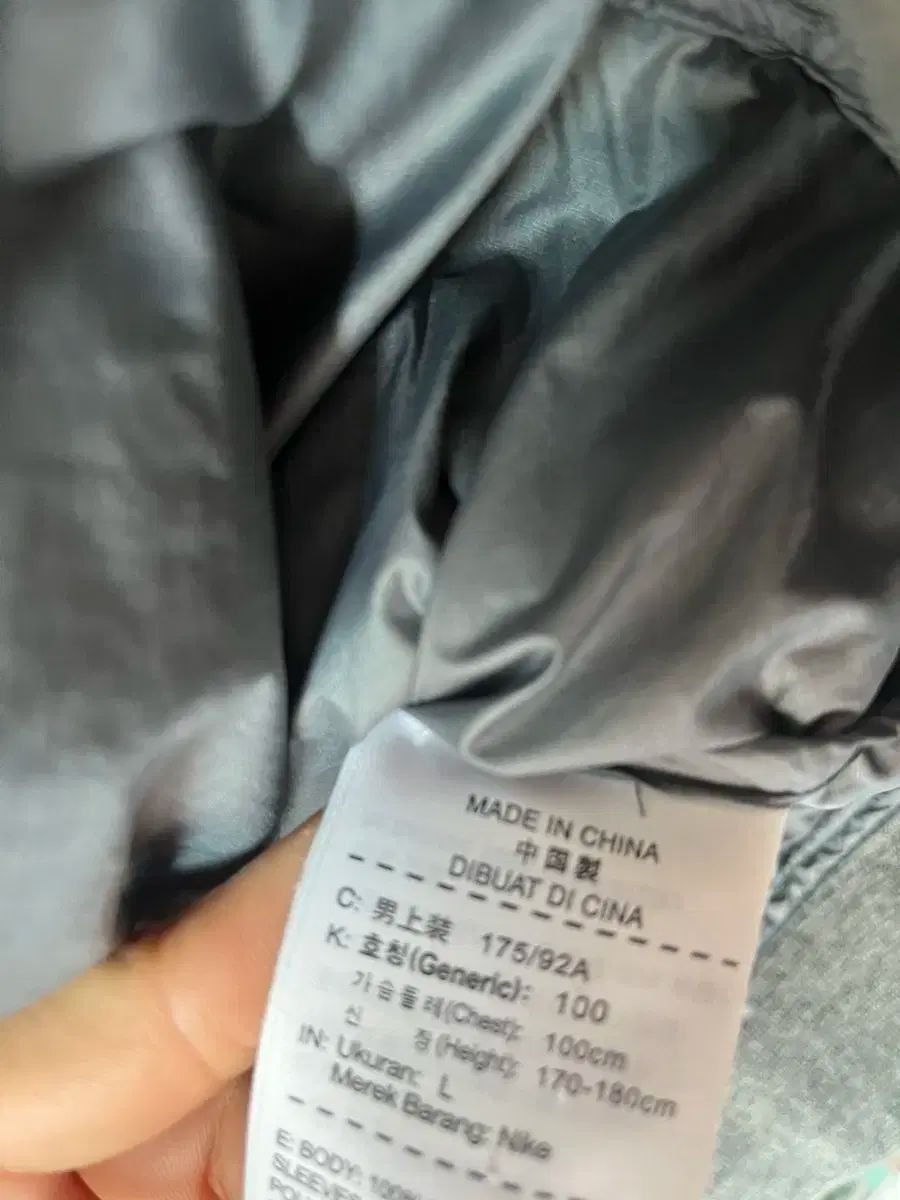 MADE IN CHINA
中国製
DIBUAT DI CINA
C: 男上装 175/92A
K: 호칭(Generic): 100
가슴둘레(Chest): 100cm
신 장(Height): 170-180cm
IN: Ukuran: L
Merek Barang: Nike
E: BODY: 100%
SLEEVES